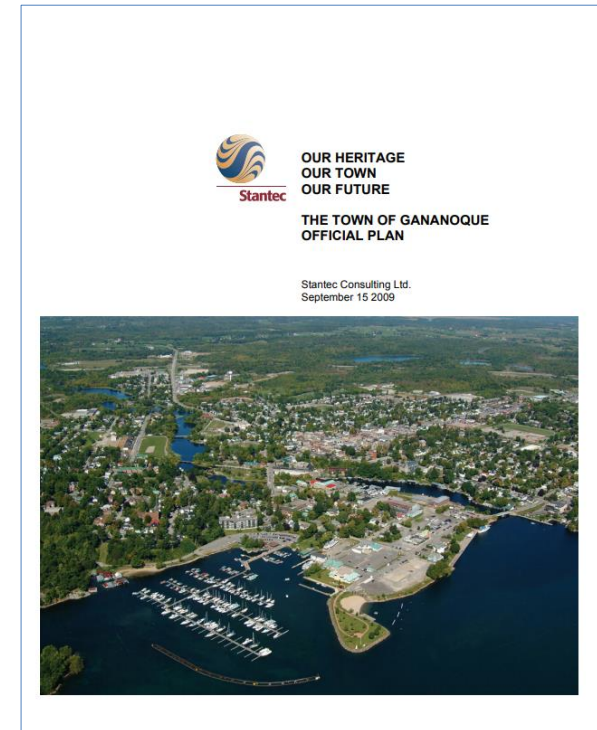 Stantec
OUR HERITAGE
OUR TOWN
OUR FUTURE
THE TOWN OF GANANOQUE
OFFICIAL PLAN
Stantec Consulting Ltd.
September 15 2009